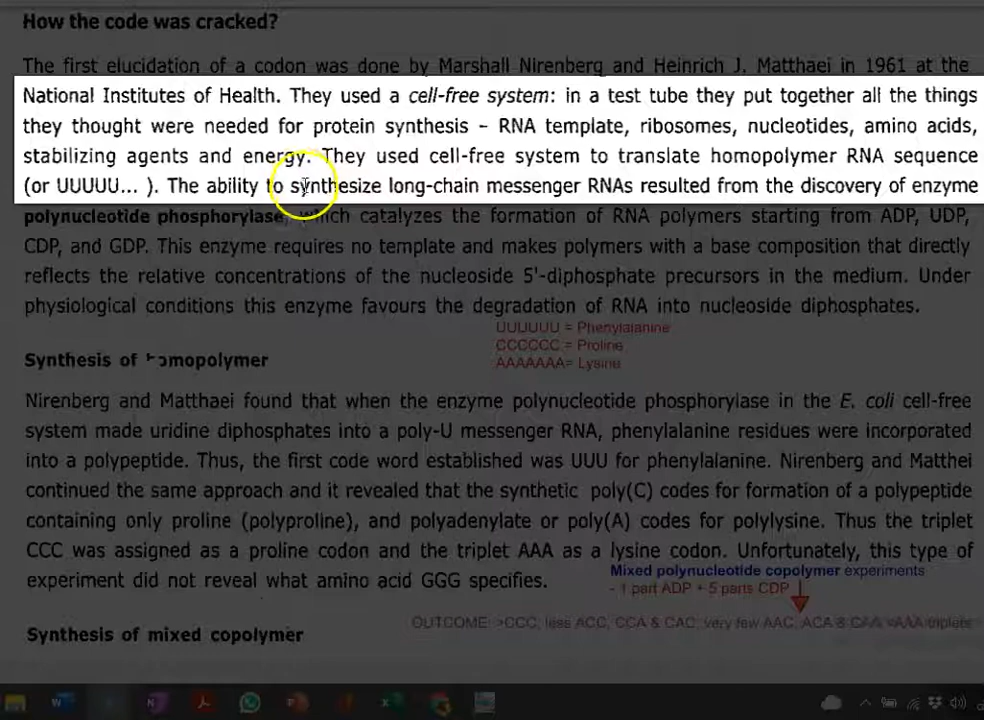 How the code was cracked?
The first elucidation of a codon was done by Marshall Nirenberg and Heinrich J. Matthaei in 1961 at the
National Institutes of Health. They used a cell-free system: in a test tube they put together all the things
they thought were needed for protein synthesis – RNA template, ribosomes, nucleotides, amino acids,
stabilizing agents and energy. They used cell-free system to translate homopolymer RNA sequence
(or UUUUU... ). The ability to synthesize long-chain messenger RNAs resulted from the discovery of enzyme
polynucleotide phosphorylase, which catalyzes the formation of RNA polymers starting from ADP, UDP,
CDP, and GDP. This enzyme requires no template and makes polymers with a base composition that directly
reflects the relative concentrations of the nucleoside 5'-diphosphate precursors in the medium. Under
physiological conditions this enzyme favours the degradation of RNA into nucleoside diphosphates.
UUUUUU = Phenylalanine
CCCCCC = Proline
AAAAAAA= Lysine
Synthesis of homopolymer
Nirenberg and Matthaei found that when the enzyme polynucleotide phosphorylase in the E. coli cell-free
system made uridine diphosphates into a poly-U messenger RNA, phenylalanine residues were incorporated
into a polypeptide. Thus, the first code word established was UUU for phenylalanine. Nirenberg and Matthei
continued the same approach and it revealed that the synthetic poly(C) codes for formation of a polypeptide
containing only proline (polyproline), and polyadenylate or poly(A) codes for polylysine. Thus the triplet
CCC was assigned as a proline codon and the triplet AAA as a lysine codon. Unfortunately, this type of
experiment did not reveal what amino acid GGG specifies.
Mixed polynucleotide copolymer experiments
- 1 part ADP + 5 parts CDP
OUTCOME: >CCC; less ACC, CCA & CAC; very few AAC, ACA & CAA <AAA triplets
Synthesis of mixed copolymer